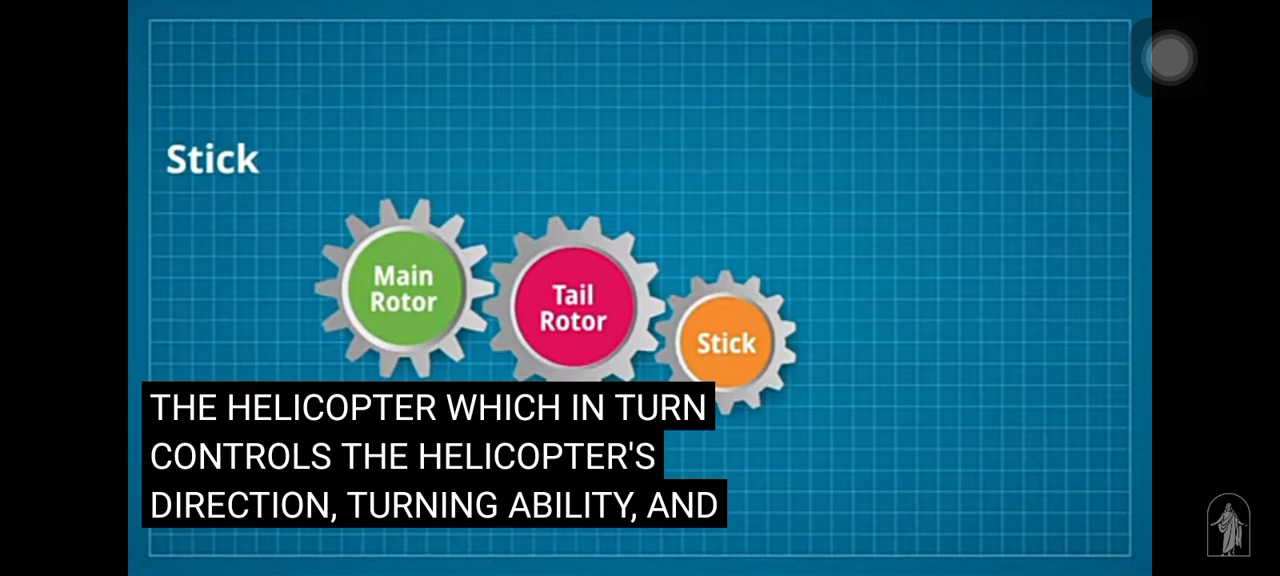 Stick
Main
Rotor
Tail
Rotor
Stick
THE HELICOPTER WHICH IN TURN
CONTROLS THE HELICOPTER'S
DIRECTION, TURNING ABILITY, AND